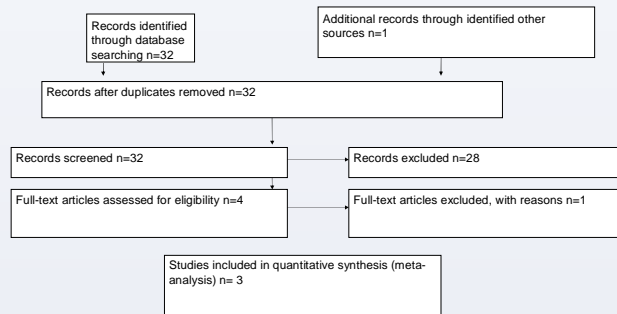 Records identified
through database
searching n=32
Additional records through identified other
sources n=1
Records after duplicates removed n=32
Records screened n=32
Records excluded n=28
Full-text articles assessed for eligibility n=4
Full-text articles excluded, with reasons n=1
Studies included in quantitative synthesis (meta-
analysis) n= 3